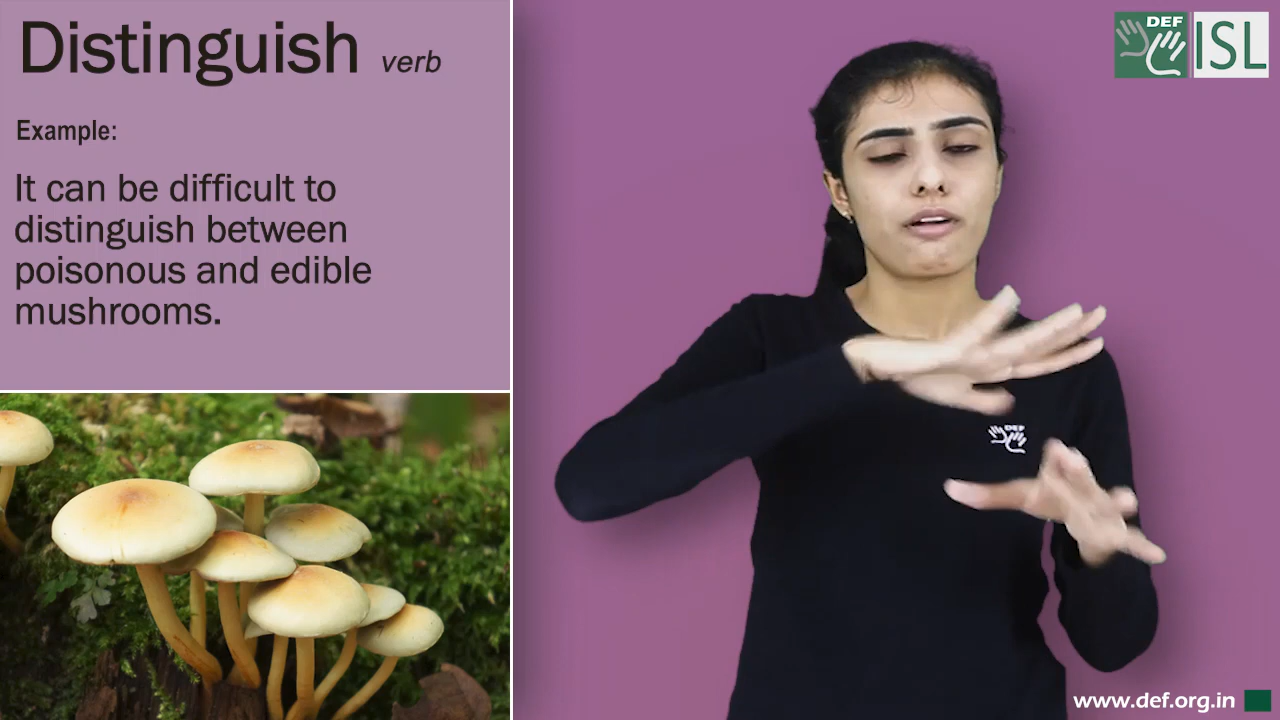 Distinguish verb
Example:
It can be difficult to
distinguish between
poisonous and edible
mushrooms.
DEF
ISL
DEF
www.def.org.in